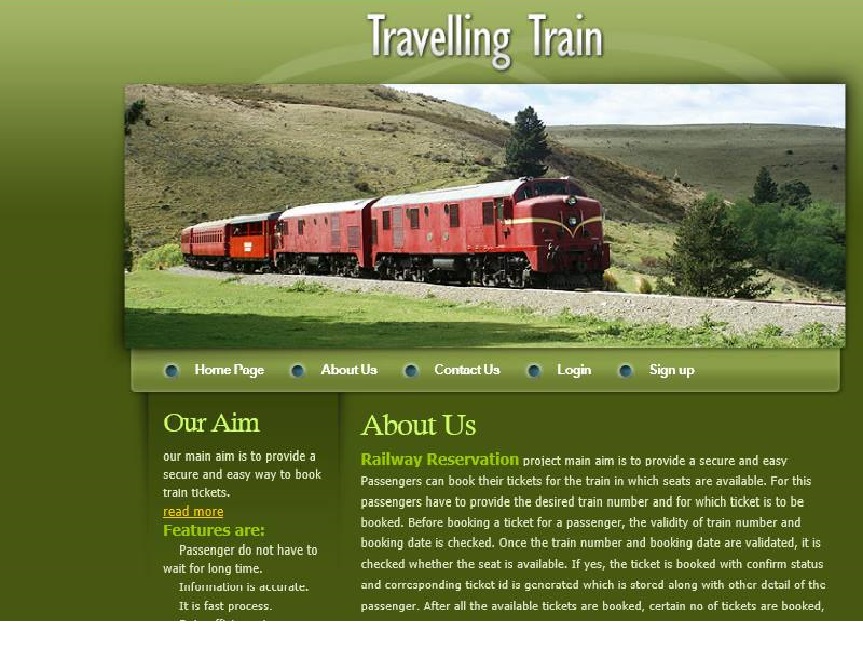 Travelling Train
Home Page About Us Contact Us Login Sign up
Our Aim
our main aim is to provide a
secure and easy way to book
train tickets.
read more
Features are:
Passenger do not have to
wait for long time.
Information is accurate.
It is fast process.
About Us
Railway Reservation project main aim is to provide a secure and easy
Passengers can book their tickets for the train in which seats are available. For this
passengers have to provide the desired train number and for which ticket is to be
booked. Before booking a ticket for a passenger, the validity of train number and
booking date is checked. Once the train number and booking date are validated, it is
checked whether the seat is available. If yes, the ticket is booked with confirm status
and corresponding ticket id is generated which is stored along with other detail of the
passenger. After all the available tickets are booked, certain no of tickets are booked,